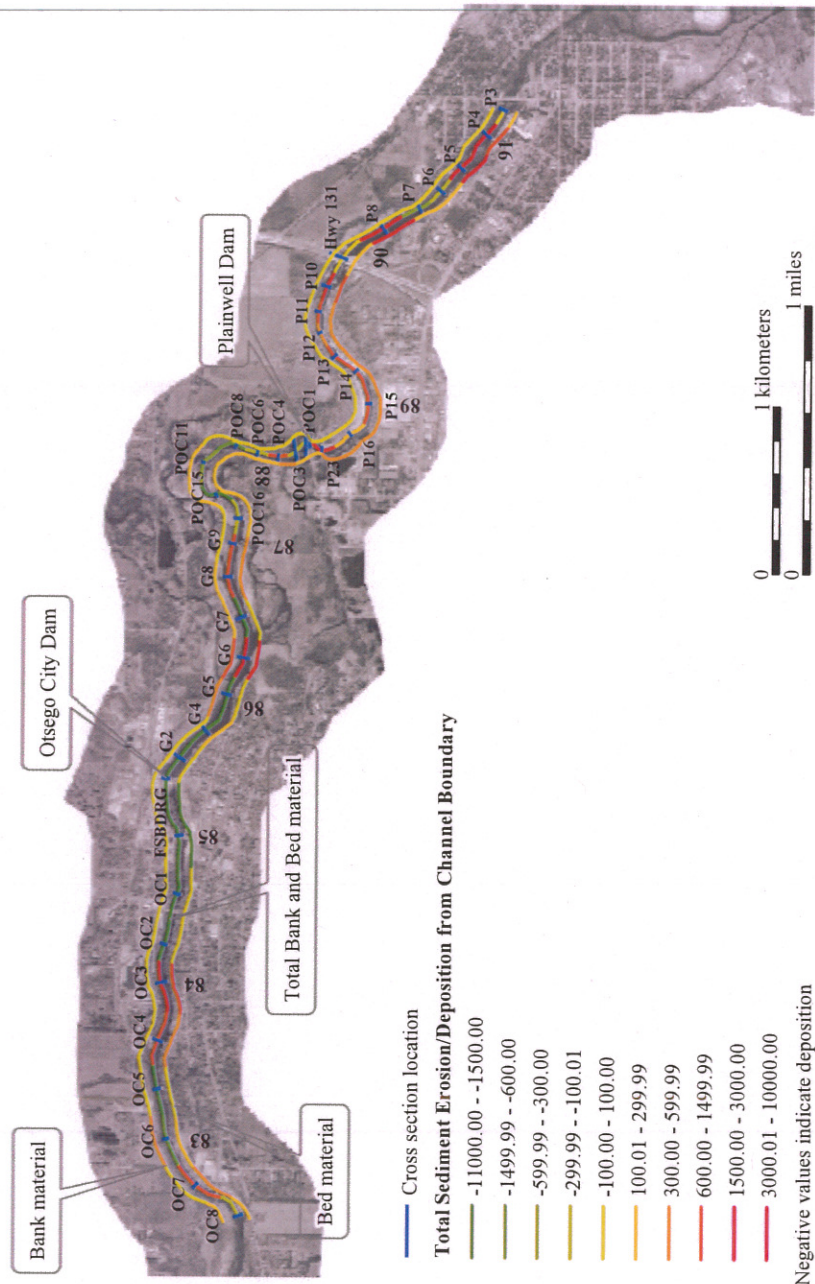 Bank material
Otsego City Dam
Plainwell Dam
OC8
OC7
OC6
OC5
OC4
OC3
OC2
OC1
FSBDRG
G2
G4
G5
G6
G7
G8
G9
POC16
POC15
POC11
POC8
POC6
POC4
POC3
POC1
P23
P16
P15
P14
P13
P12
P11
P10
Hwy 131
P8
P7
P6
P5
P4
P3
83
84
85
86
87
88
89
90
91
Bed material
Total Bank and Bed material
Cross section location
Total Sediment Erosion/Deposition from Channel Boundary
-11000.00 - -1500.00
-1499.99 - -600.00
-599.99 - -300.00
-299.99 - -100.01
-100.00 - 100.00
100.01 - 299.99
300.00 - 599.99
600.00 - 1499.99
1500.00 - 3000.00
3000.01 - 10000.00
Negative values indicate deposition
0 1 kilometers
0 1 miles